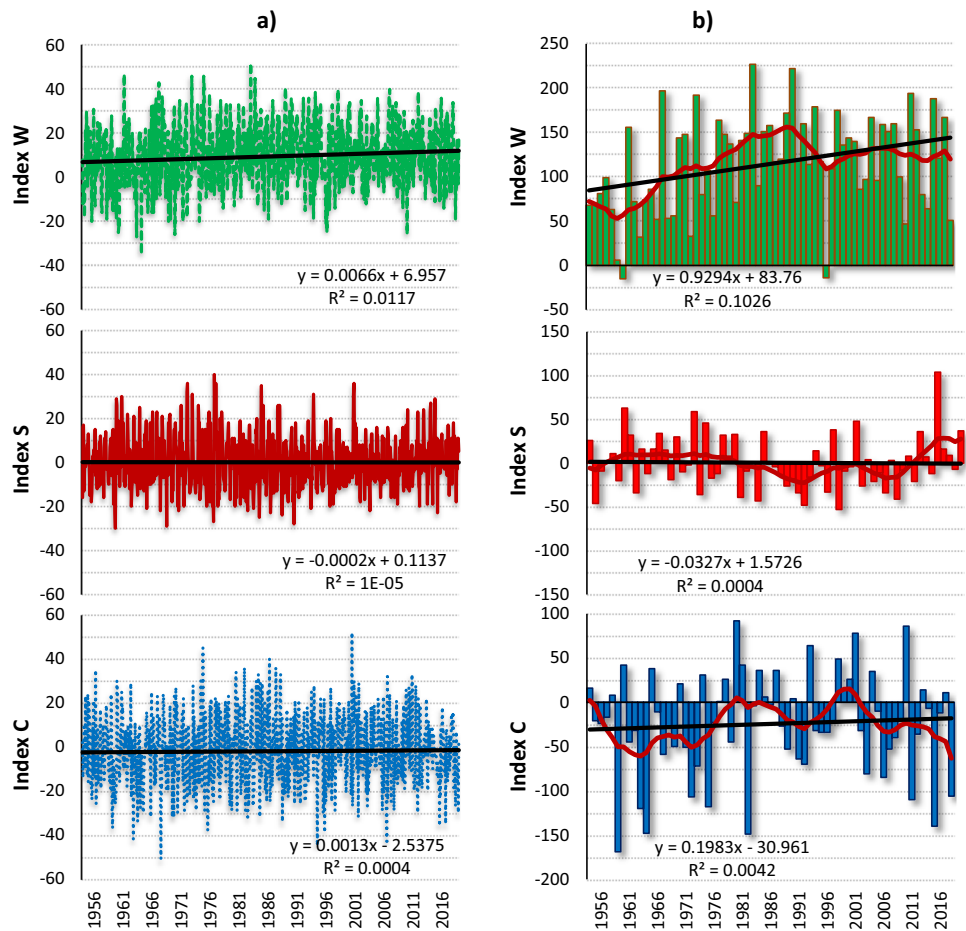 a)
60
40
20
0
-20
-40
-60
Index W
y = 0.0066x + 6.957
R² = 0.0117
b)
250
200
150
100
50
0
-50
Index W
y = 0.9294x + 83.76
R² = 0.1026
60
40
20
0
-20
-40
-60
Index S
y = -0.0002x + 0.1137
R² = 1E-05
150
100
50
0
-50
-100
-150
Index S
y = -0.0327x + 1.5726
R² = 0.0004
60
40
20
0
-20
-40
-60
Index C
y = 0.0013x - 2.5375
R² = 0.0004
1956 1961 1966 1971 1976 1981 1986 1991 1996 2001 2006 2011 2016
100
50
0
-50
-100
-150
-200
Index C
y = 0.1983x - 30.961
R² = 0.0042
1956 1961 1966 1971 1976 1981 1986 1991 1996 2001 2006 2011 2016